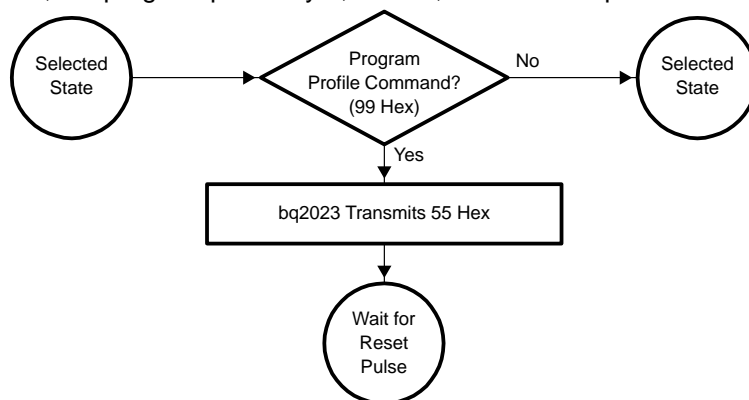 Selected
State
Program
Profile Command?
(99 Hex)
No
Selected
State
Yes
bq2023 Transmits 55 Hex
Wait for
Reset
Pulse